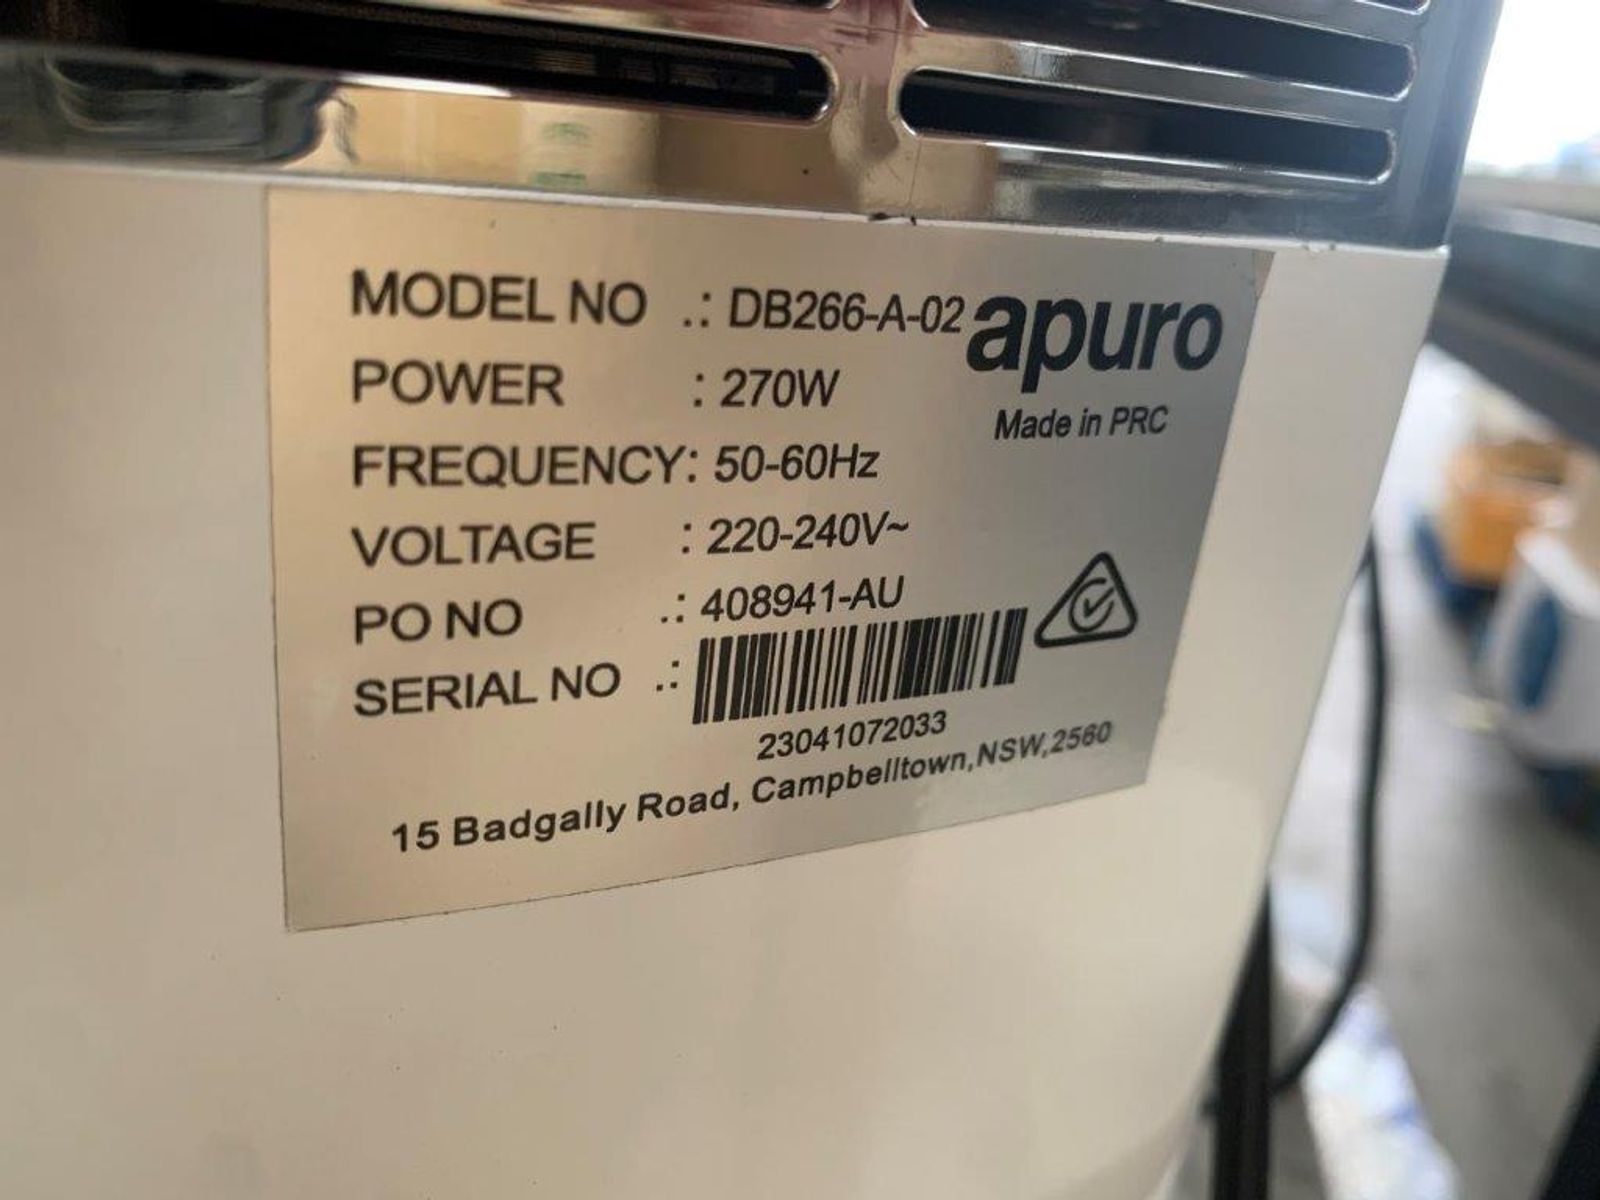 MODEL NO .: DB266-A-02 apuro
POWER : 270W
Made in PRC
FREQUENCY: 50-60Hz
VOLTAGE : 220-240V~
PO NO .: 408941-AU
SERIAL NO .:
23041072033
15 Badgally Road, Campbelltown,NSW,2560